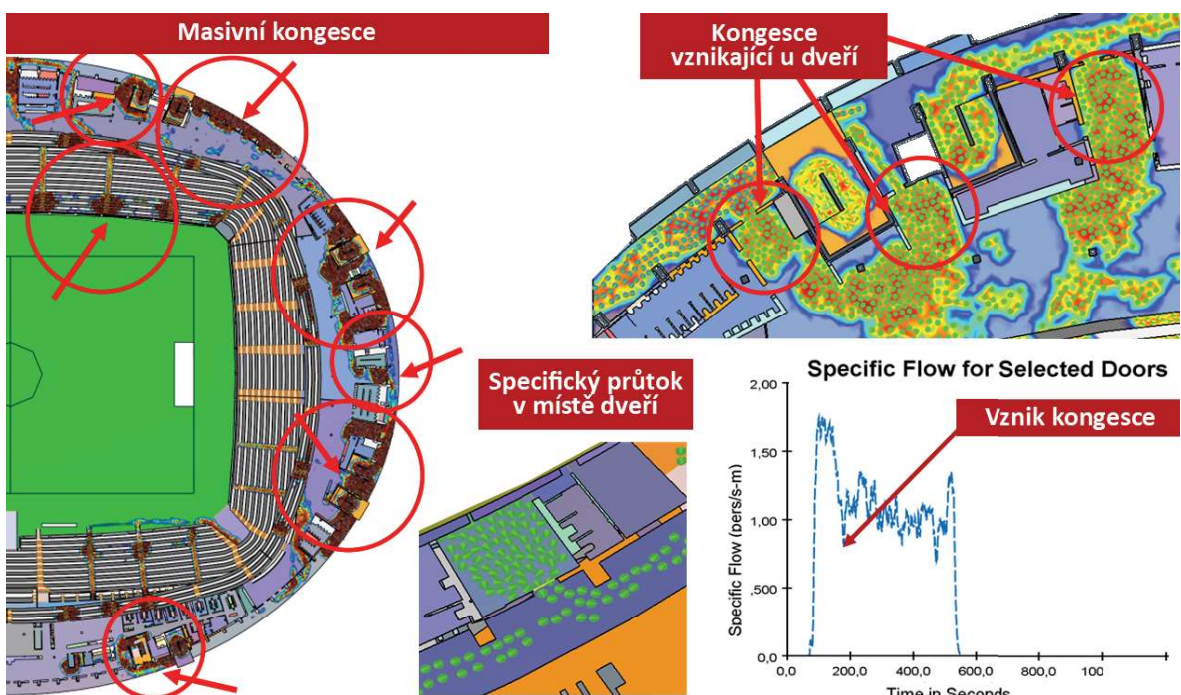 Masivní kongesce
Kongesce
vznikající u dveří
Specifický průtok
v místě dveří
Specific Flow for Selected Doors
Vznik kongesce
Specific Flow (pers/s-m)
2,00
1,50
1,00
,500
0,0
0,0
200,0
400,0
600,0
800,0
100
Time in Seconds